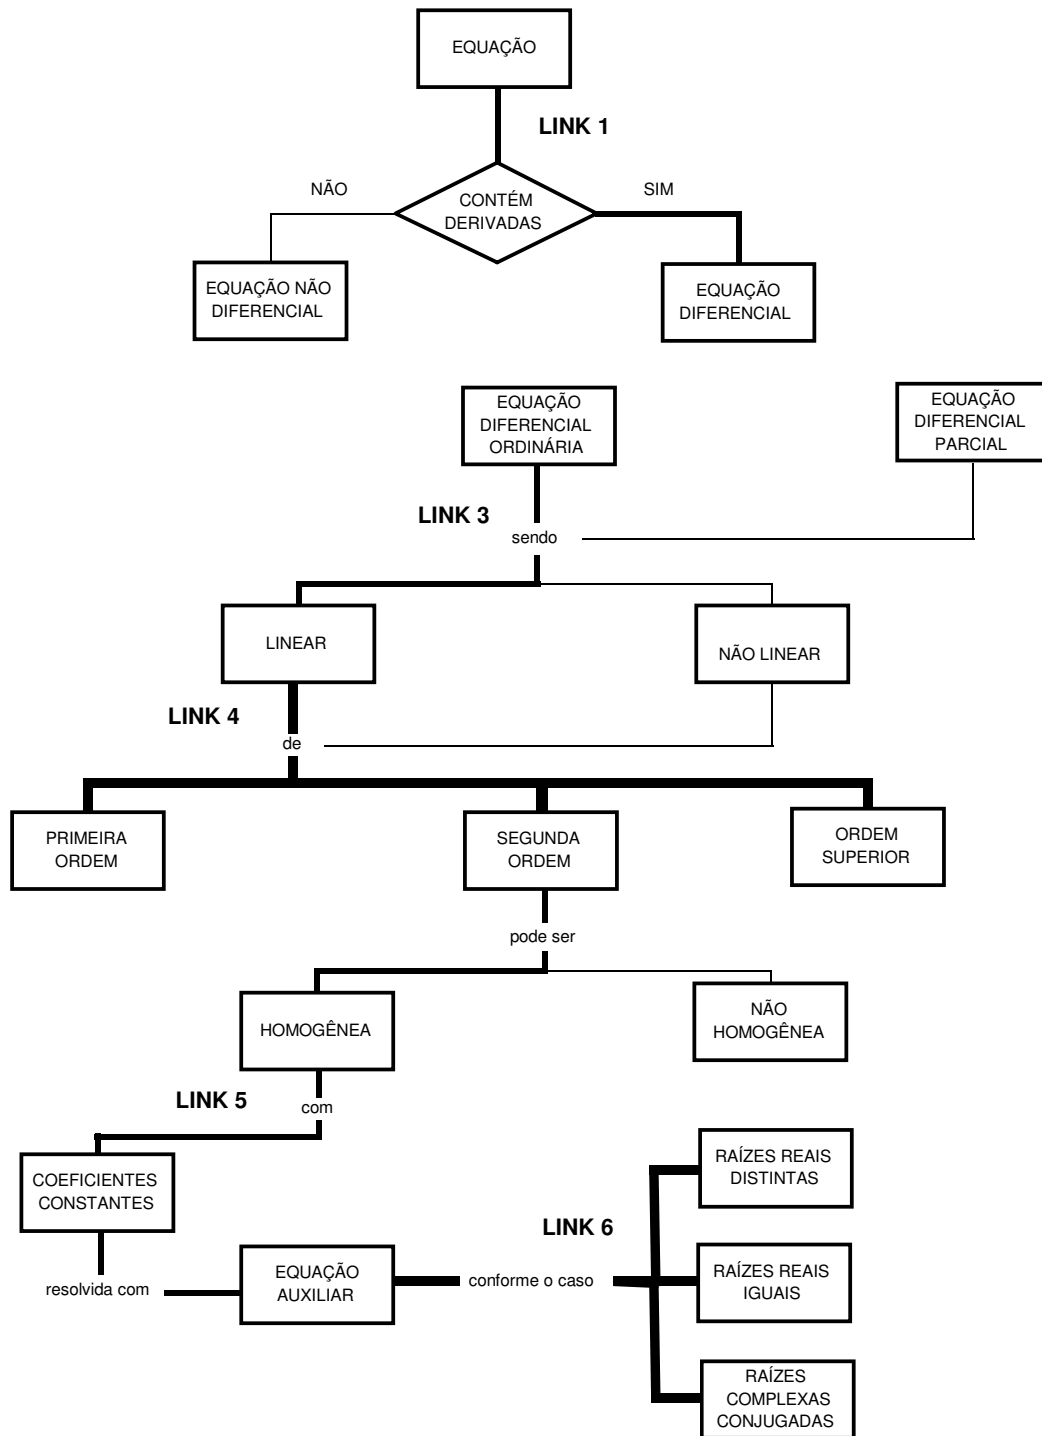 EQUAÇÃO
LINK 1
NÃO
SIM
CONTÉM
DERIVADAS
EQUAÇÃO NÃO
DIFERENCIAL
EQUAÇÃO
DIFERENCIAL
EQUAÇÃO
DIFERENCIAL
ORDINÁRIA
EQUAÇÃO
DIFERENCIAL
PARCIAL
LINK 3
sendo
LINEAR
NÃO LINEAR
LINK 4
de
PRIMEIRA
ORDEM
SEGUNDA
ORDEM
ORDEM
SUPERIOR
pode ser
HOMOGÊNEA
NÃO
HOMOGÊNEA
LINK 5
com
COEFICIENTES
CONSTANTES
resolvida com
EQUAÇÃO
AUXILIAR
LINK 6
conforme o caso
RAÍZES REAIS
DISTINTAS
RAÍZES REAIS
IGUAIS
RAÍZES
COMPLEXAS
CONJUGADAS